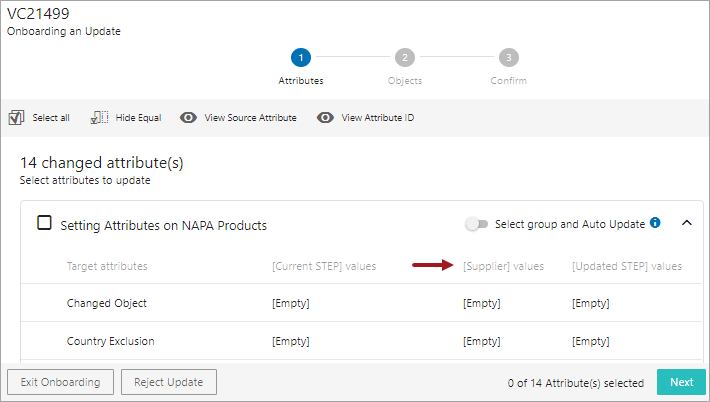 VC21499
Onboarding an Update
1 2 3
Attributes Objects Confirm
Select all Hide Equal View Source Attribute View Attribute ID
14 changed attribute(s)
Select attributes to update
Setting Attributes on NAPA Products Select group and Auto Update i
Target attributes [Current STEP] values [Supplier] values [Updated STEP] values
Changed Object [Empty] [Empty] [Empty]
Country Exclusion [Empty] [Empty] [Empty]
Exit Onboarding Reject Update 0 of 14 Attribute(s) selected Next